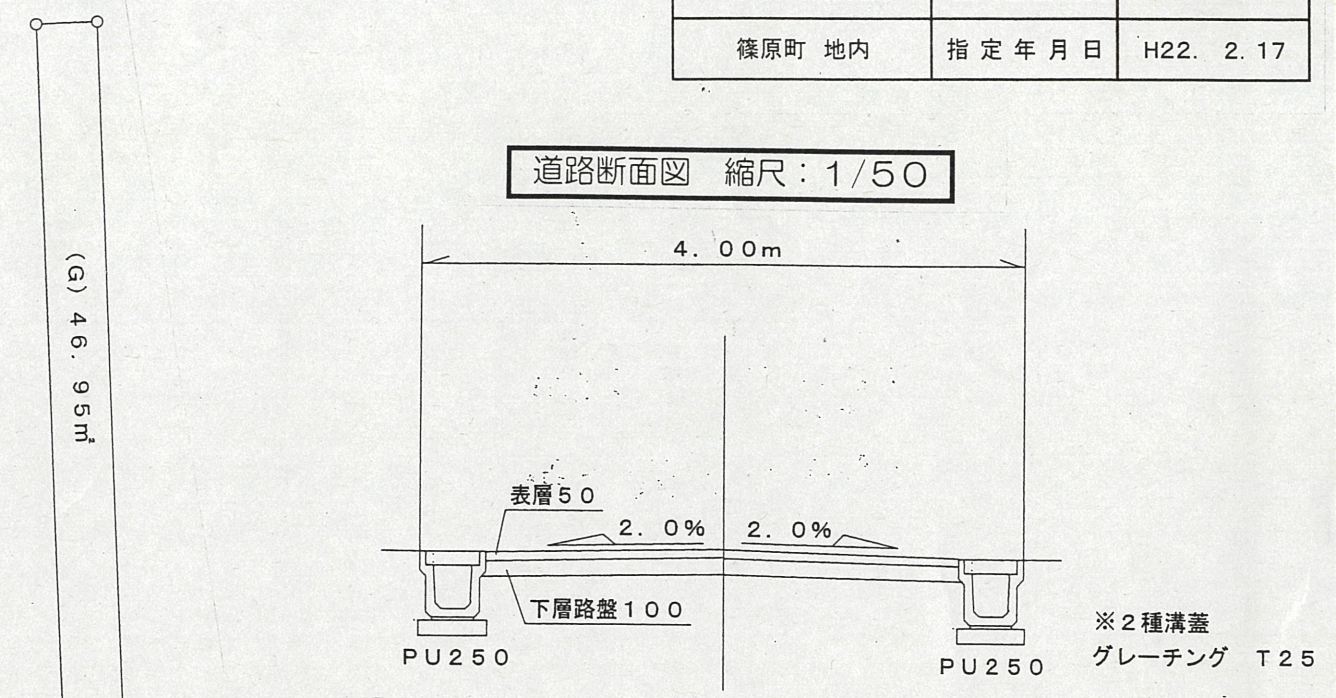 篠原町 地内 指定年月日 H22. 2.17
道路断面図 縮尺:1/50
4.00m
(G) 46.95㎡
表層50
2.0% 2.0%
下層路盤100
PU250
PU250
※2種溝蓋
グレーチング T25